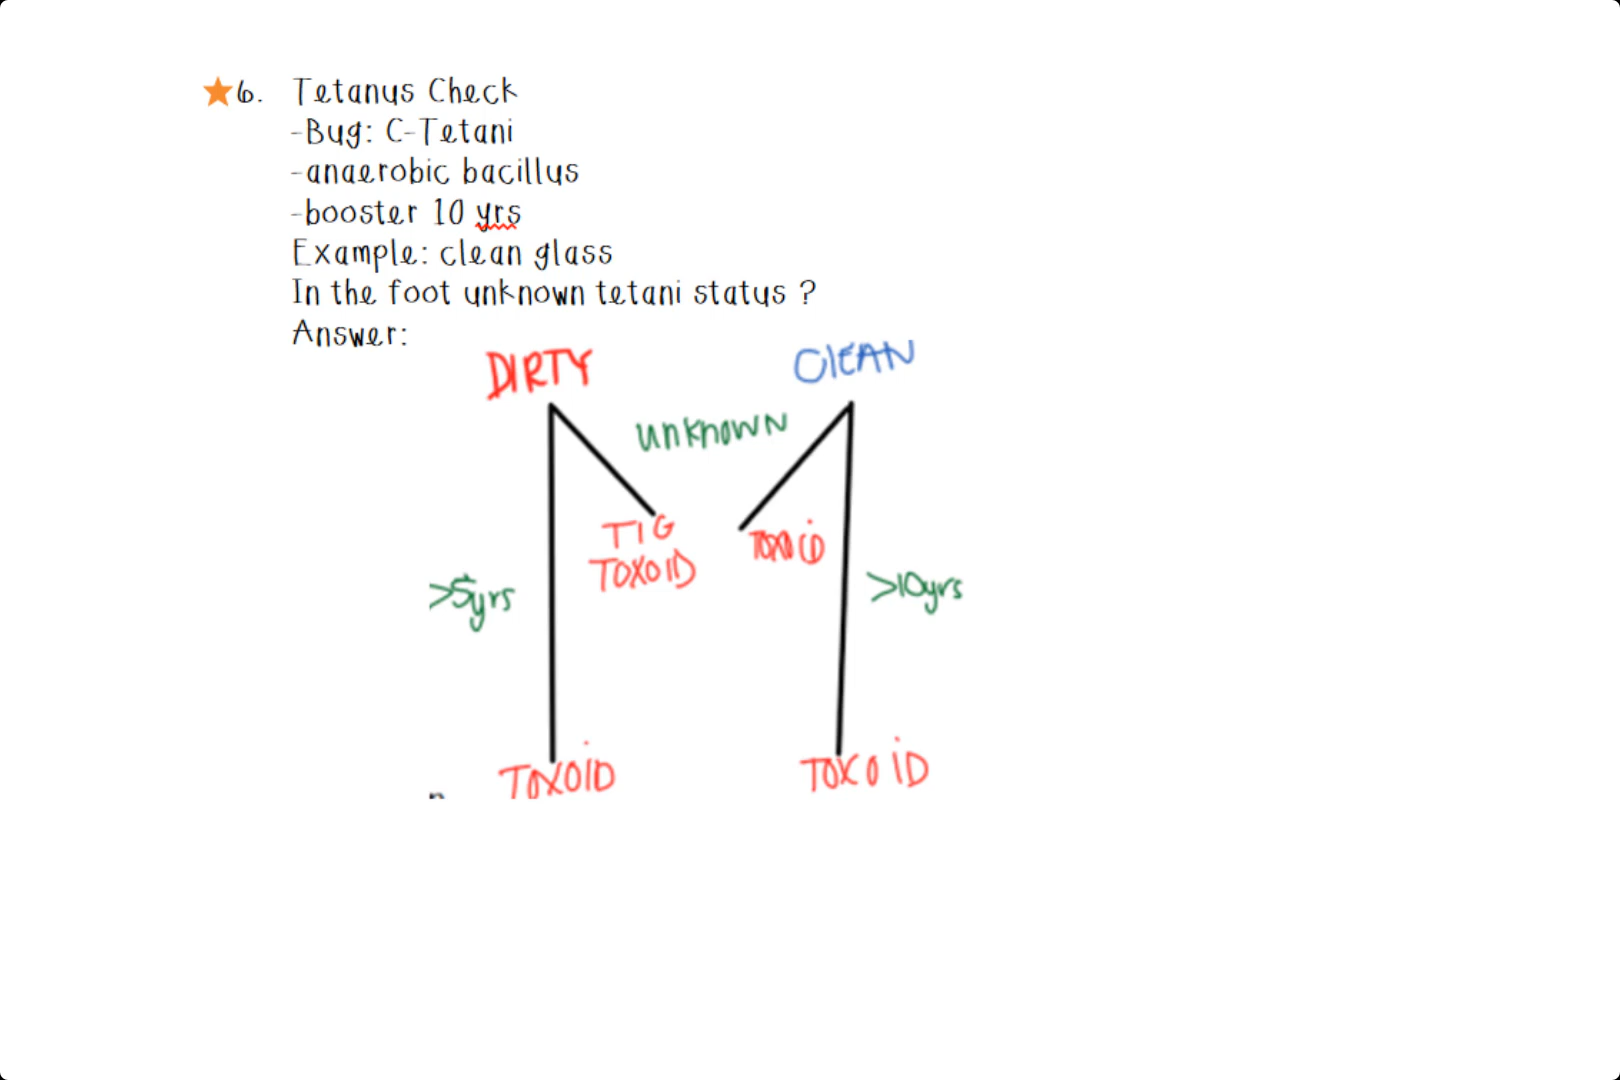 6. Tetanus Check
-Bug: C-Tetani
-anaerobic bacillus
-booster 10 yrs
Example: clean glass
In the foot unknown tetani status ?
Answer:
DIRTY
CLEAN
unknown
TIG
TOXOID
TOXOID
>5yrs
>10yrs
TOXOID
TOXOID